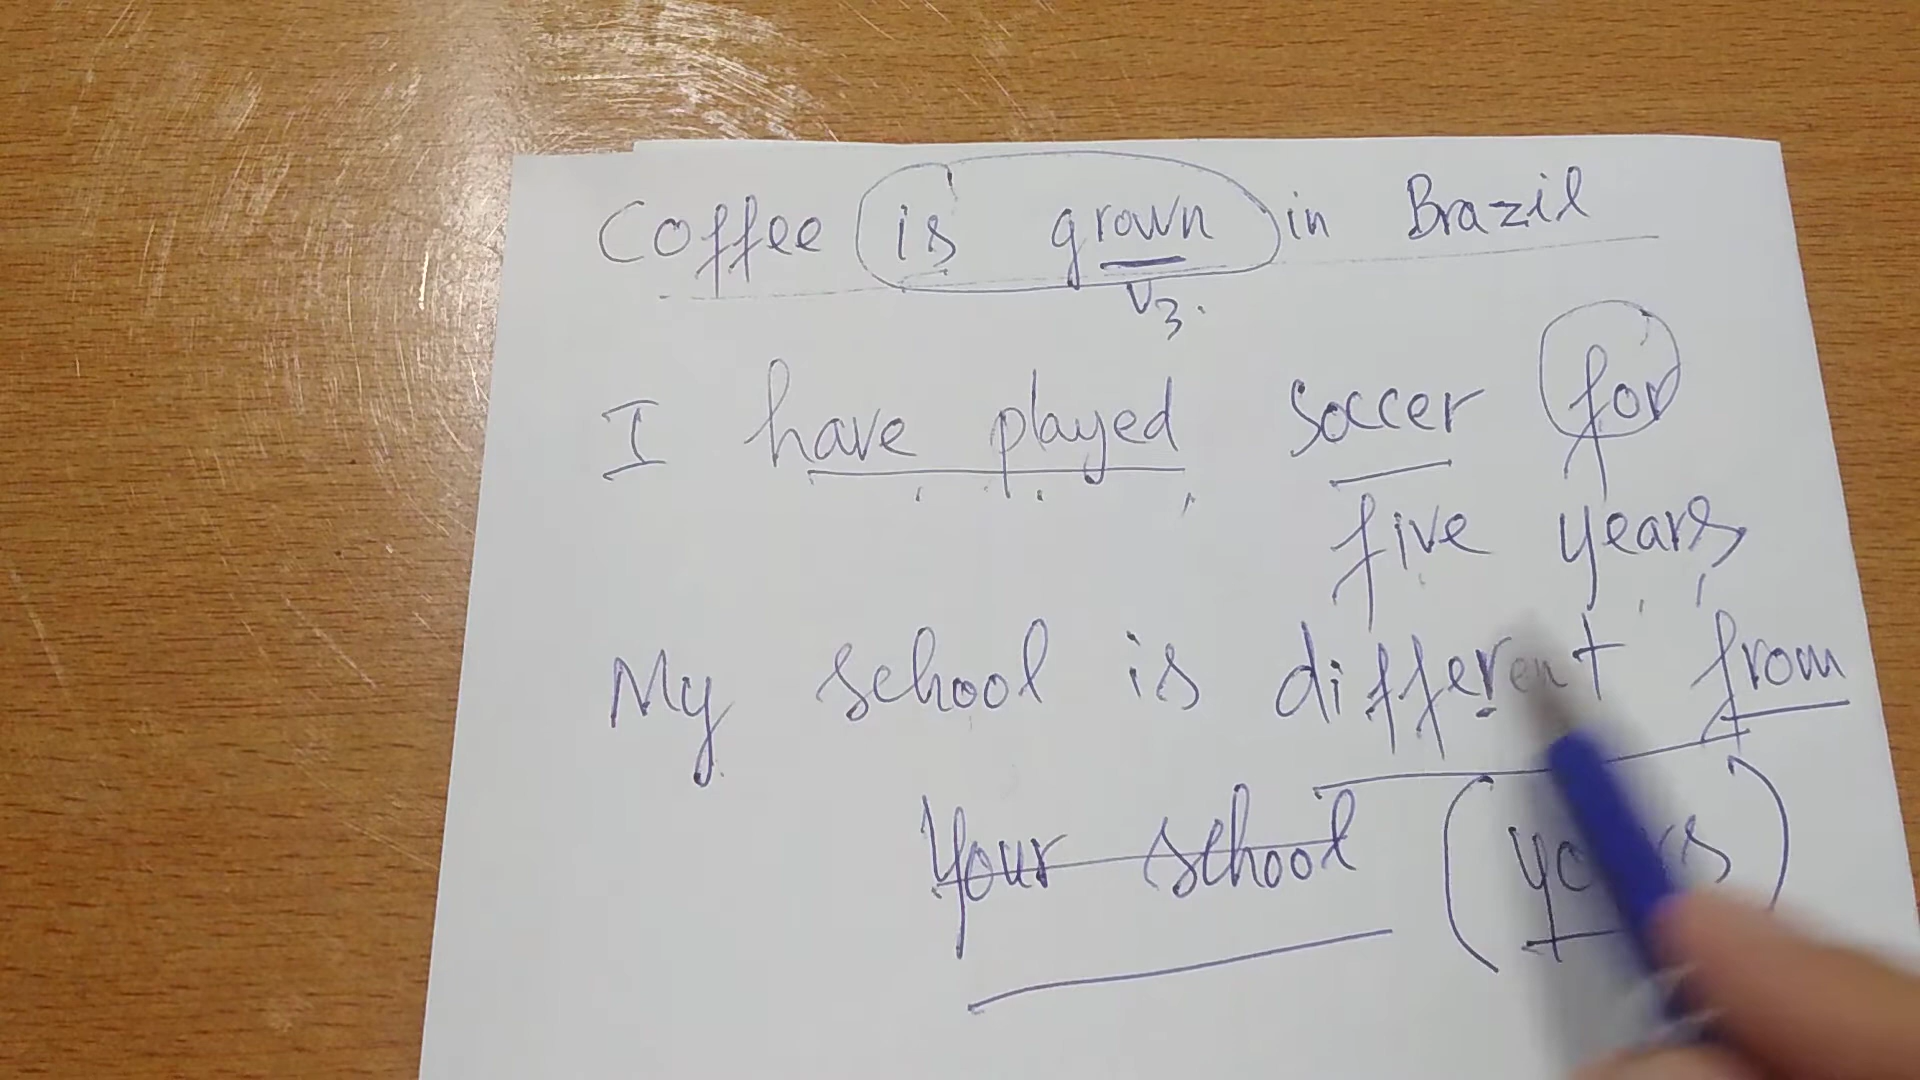 Coffee is grown in Brazil
V3.
I have played soccer for
five years
My school is different from
Your school (yours)